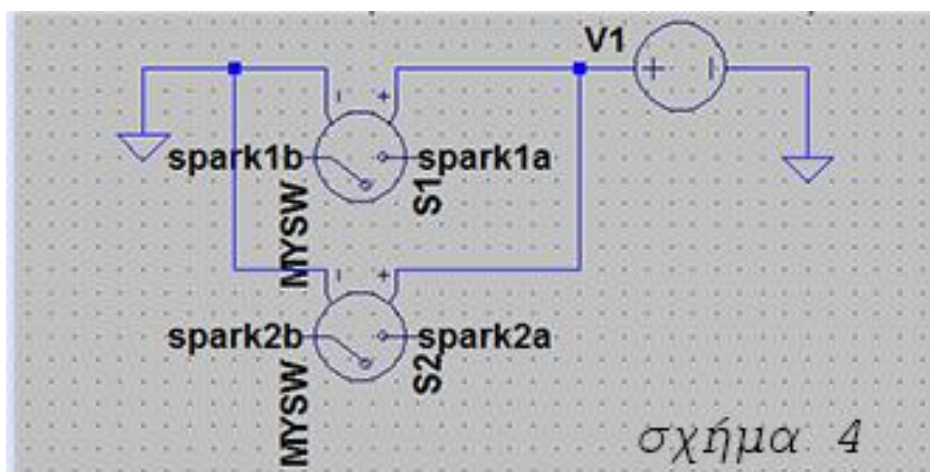 V1
+
-
- +
spark1b
spark1a
MYSW
S1
- +
spark2b
spark2a
MYSW
S2
σχήμα 4